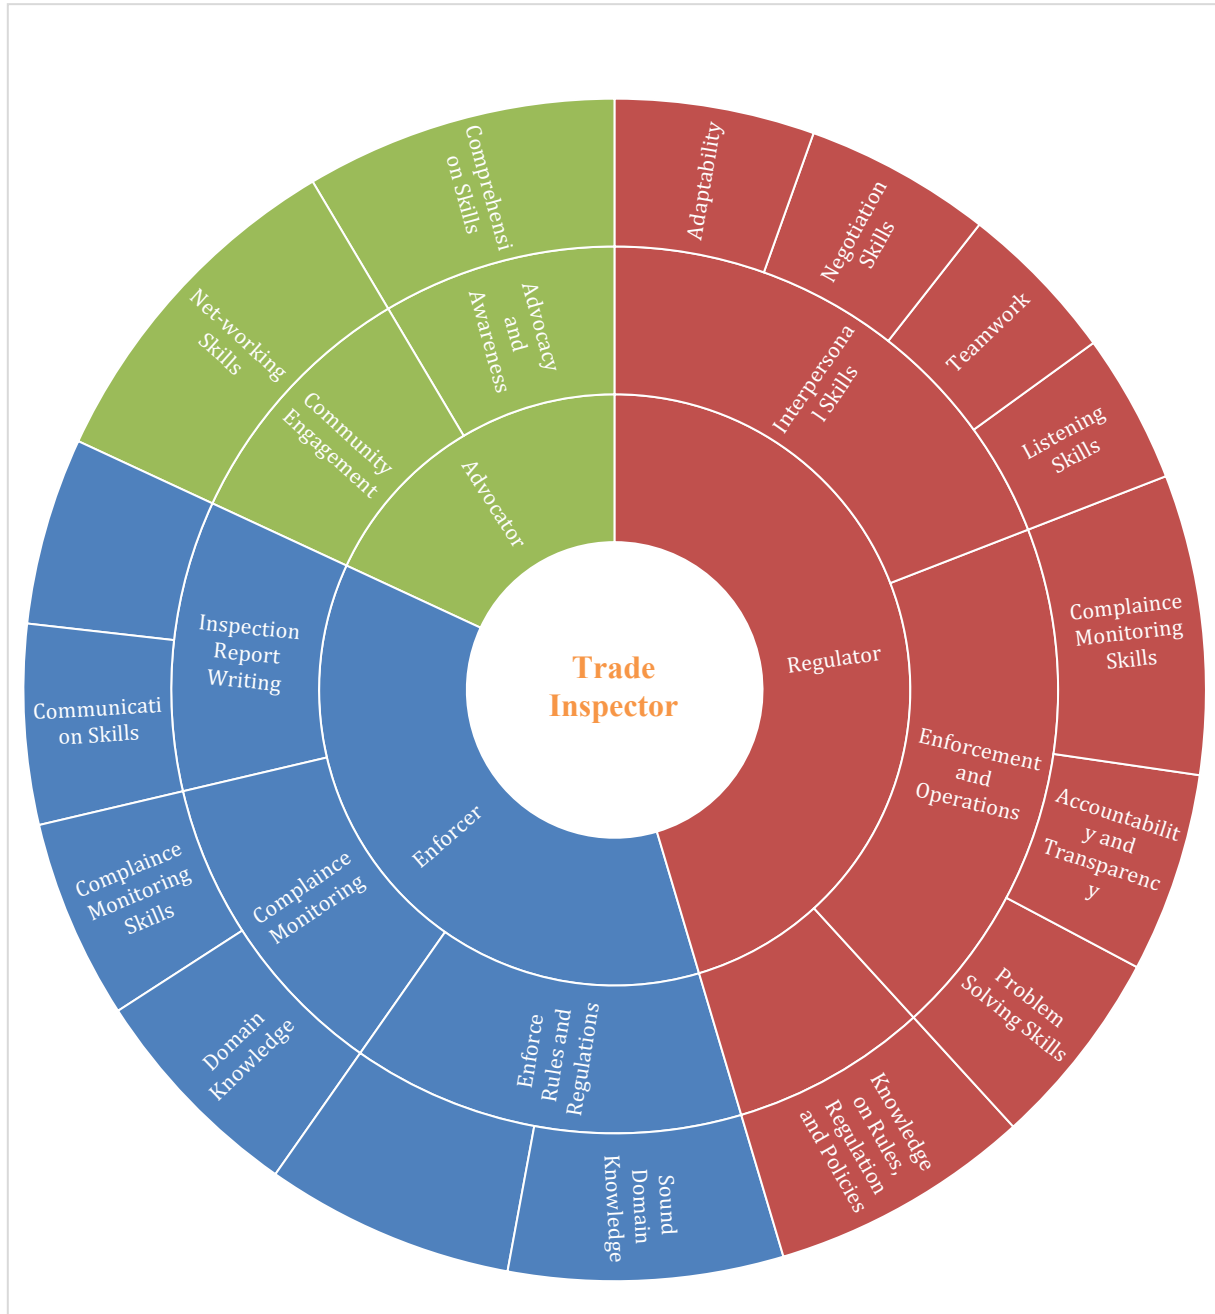 Trade
Inspector
Regulator
Interpersona
l Skills
Adaptability
Negotiation
Skills
Teamwork
Listening
Skills
Enforcement
and
Operations
Complaince
Monitoring
Skills
Accountabilit
y and
Transparenc
y
Problem
Solving Skills
Knowledge
on Rules,
Regulation
and Policies
Enforcer
Enforce
Rules and
Regulations
Sound
Domain
Knowledge
Complaince
Monitoring
Domain
Knowledge
Complaince
Monitoring
Skills
Inspection
Report
Writing
Communicati
on Skills
Advocator
Community
Engagement
Net-working
Skills
Advocacy
and
Awareness
Comprehensi
on Skills